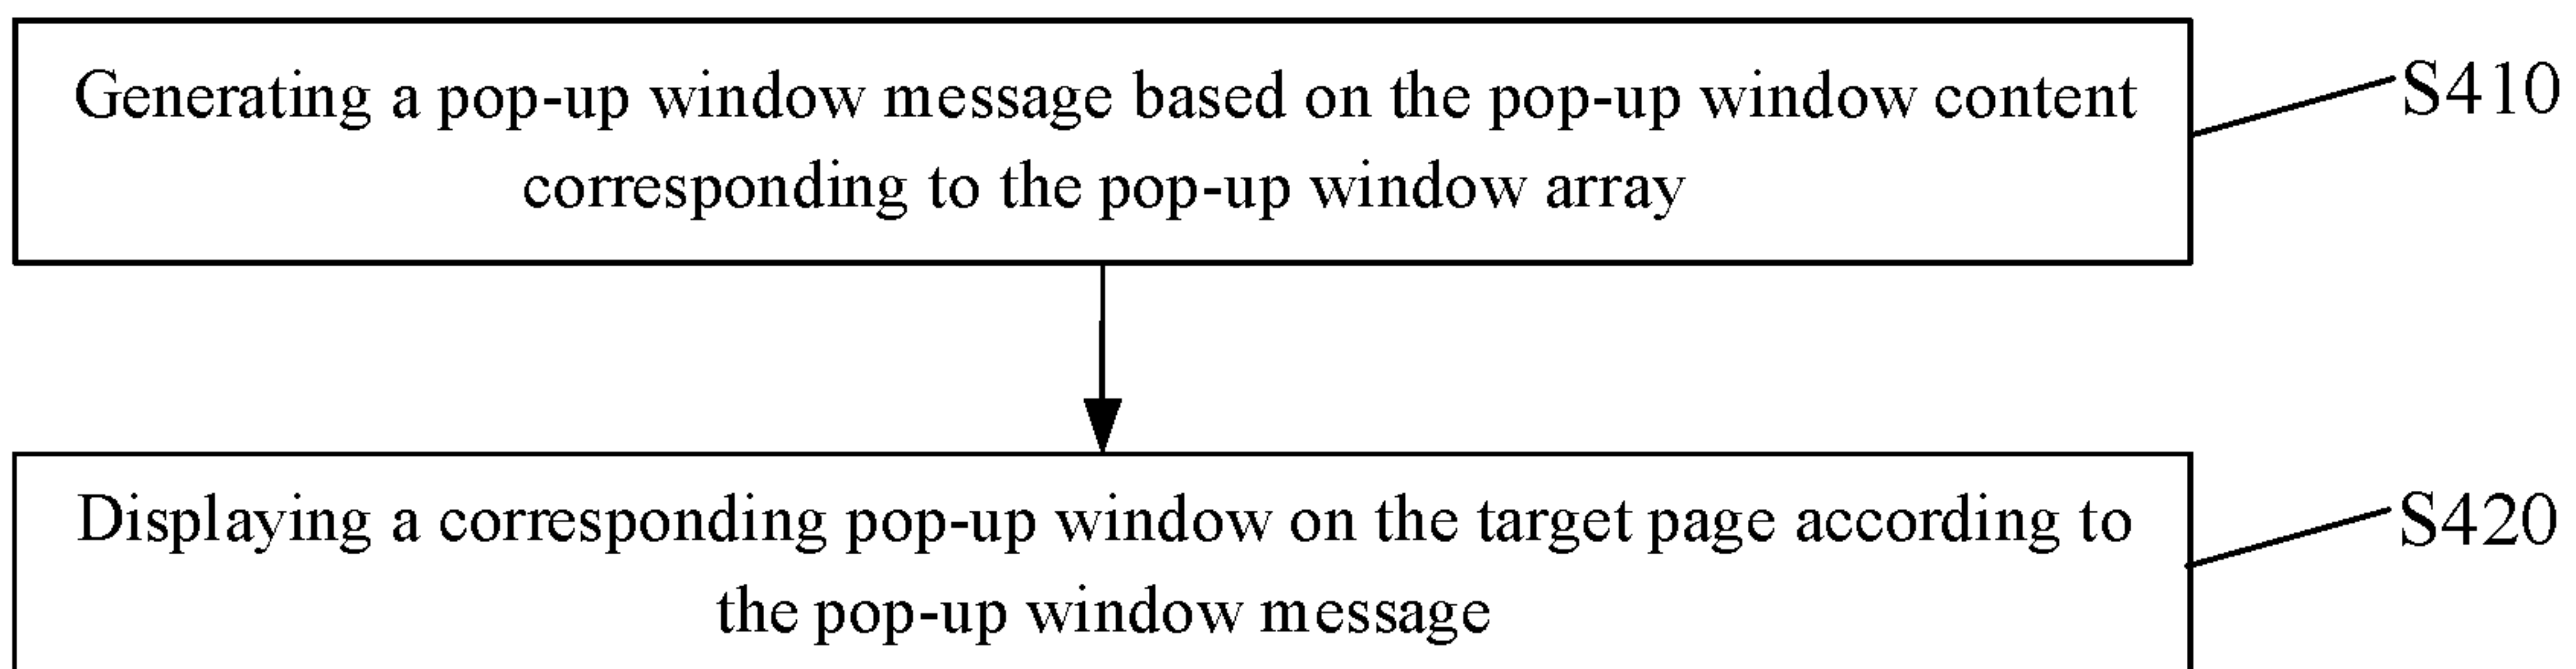 Generating a pop-up window message based on the pop-up window content
corresponding to the pop-up window array
S410
Displaying a corresponding pop-up window on the target page according to
the pop-up window message
S420